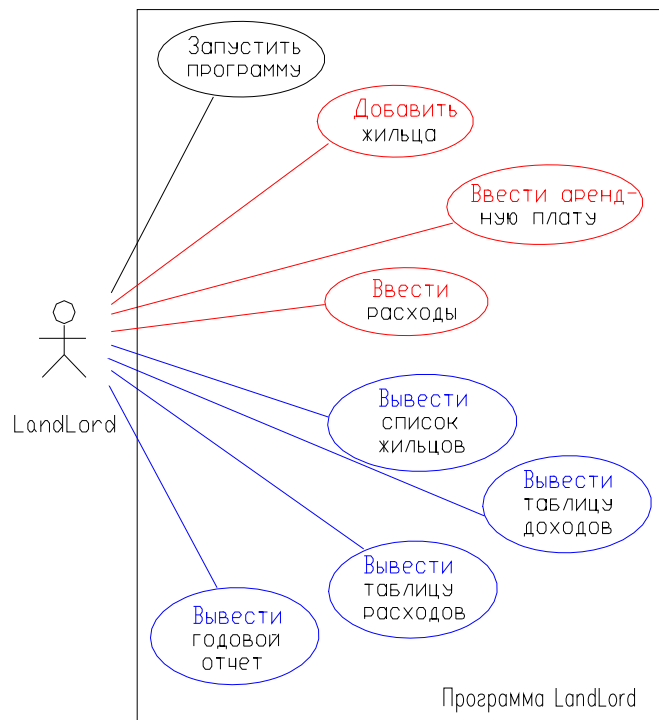 Запустить
программу
Добавить
жильца
Ввести аренд-
ную плату
Ввести
расходы
LandLord
Вывести
список
жильцов
Вывести
таблицу
доходов
Вывести
таблицу
расходов
Вывести
годовой
отчет
Программа LandLord